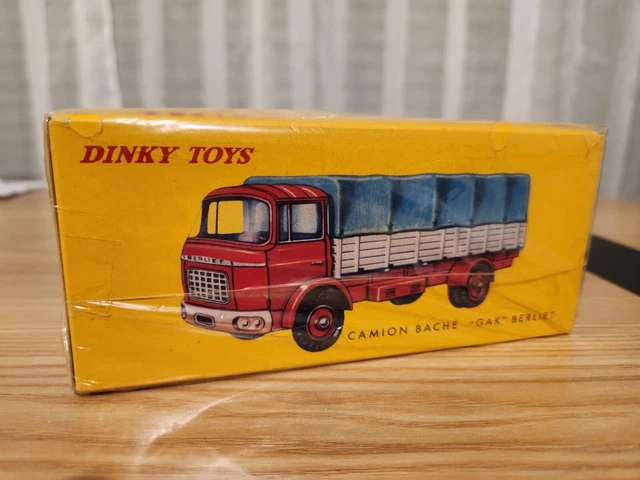 DINKY TOYS
BERLIET
CAMION BACHÉ "GAK" BERLIET